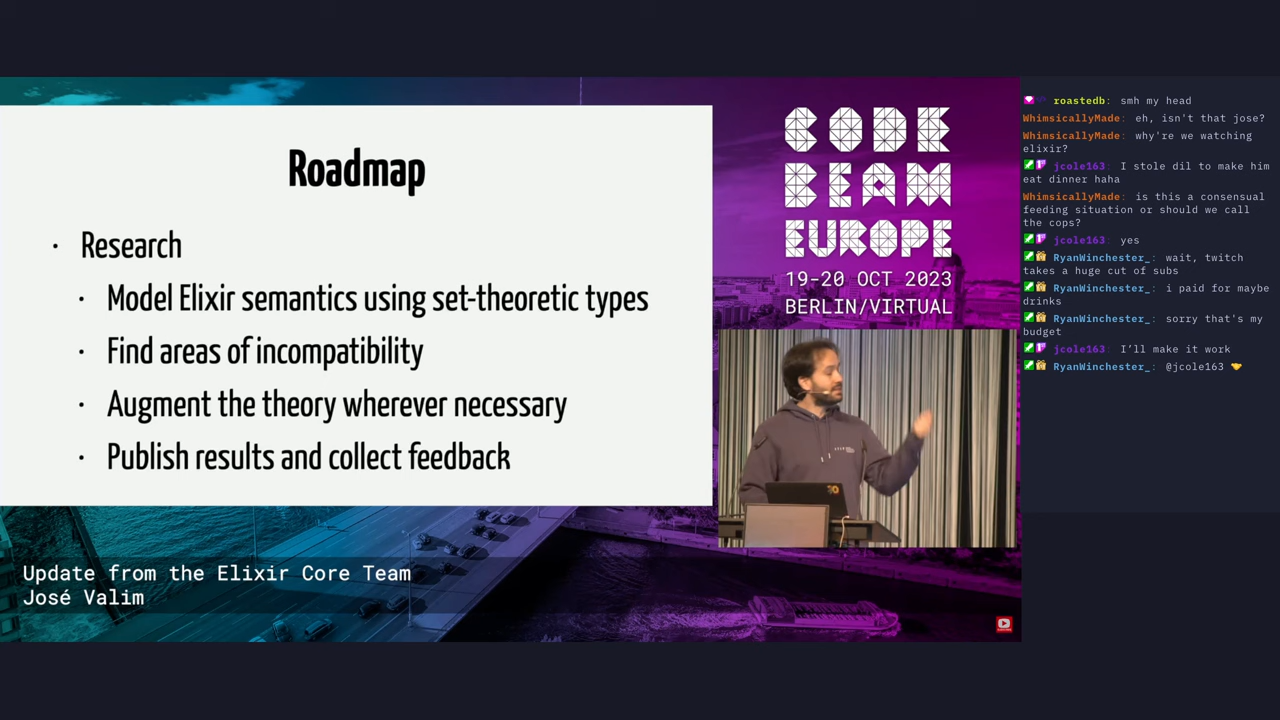 Roadmap
· Research
· Model Elixir semantics using set-theoretic types
· Find areas of incompatibility
· Augment the theory wherever necessary
· Publish results and collect feedback
CODE
BEAM
EUROPE
19-20 OCT 2023
BERLIN/VIRTUAL
Update from the Elixir Core Team
José Valim
roastedb: smh my head
WhimsicallyMade: eh, isn't that jose?
WhimsicallyMade: why're we watching
elixir?
jcole163: I stole dil to make him
eat dinner haha
WhimsicallyMade: is this a consensual
feeding situation or should we call
the cops?
jcole163: yes
RyanWinchester_: wait, twitch
takes a huge cut of subs
RyanWinchester_: i paid for maybe
drinks
RyanWinchester_: sorry that's my
budget
jcole163: I’ll make it work
RyanWinchester_: @jcole163 🤝